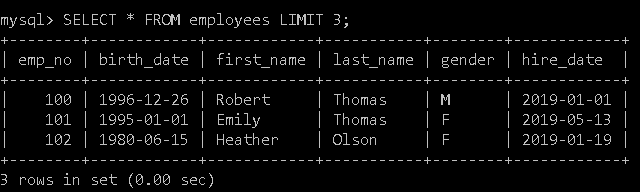 mysql> SELECT * FROM employees LIMIT 3;
+--------+------------+------------+-----------+--------+------------+
| emp_no | birth_date | first_name | last_name | gender | hire_date |
+--------+------------+------------+-----------+--------+------------+
| 100 | 1996-12-26 | Robert | Thomas | M | 2019-01-01 |
| 101 | 1995-01-01 | Emily | Thomas | F | 2019-05-13 |
| 102 | 1980-06-15 | Heather | Olson | F | 2019-01-19 |
+--------+------------+------------+-----------+--------+------------+
3 rows in set (0.00 sec)